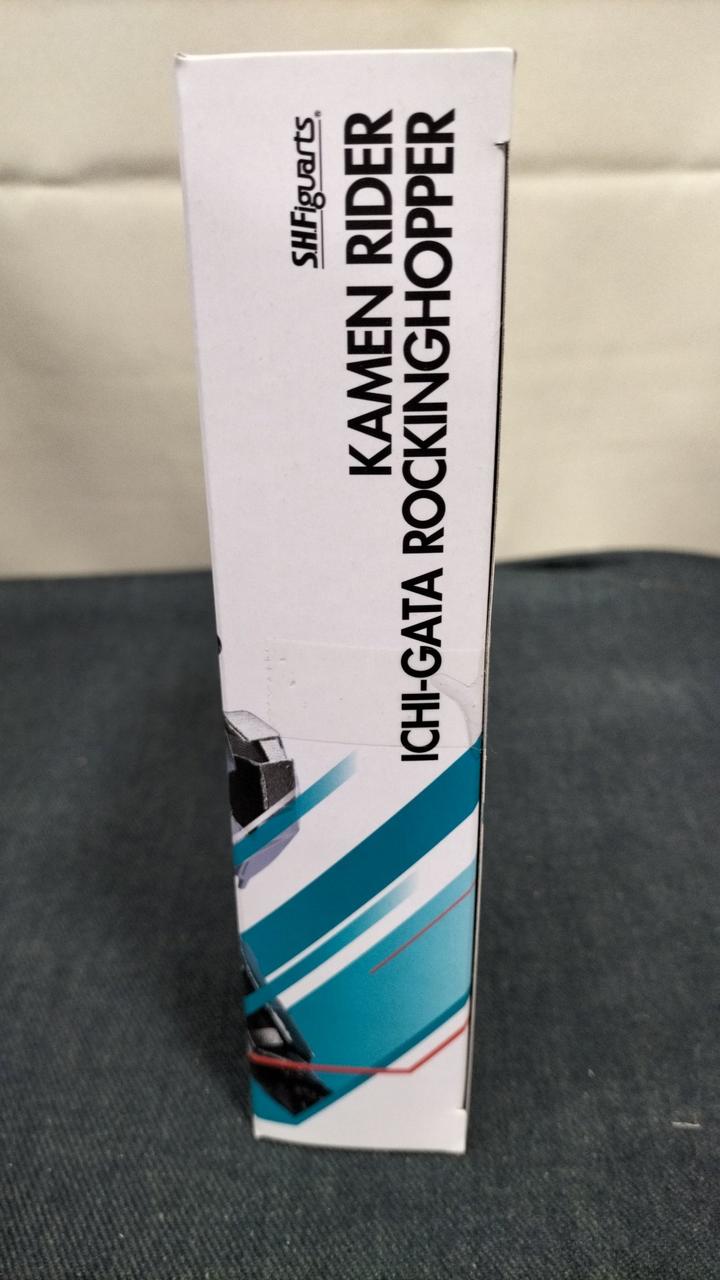 S.H.Figuarts®
KAMEN RIDER
ICHI-GATA ROCKINGHOPPER